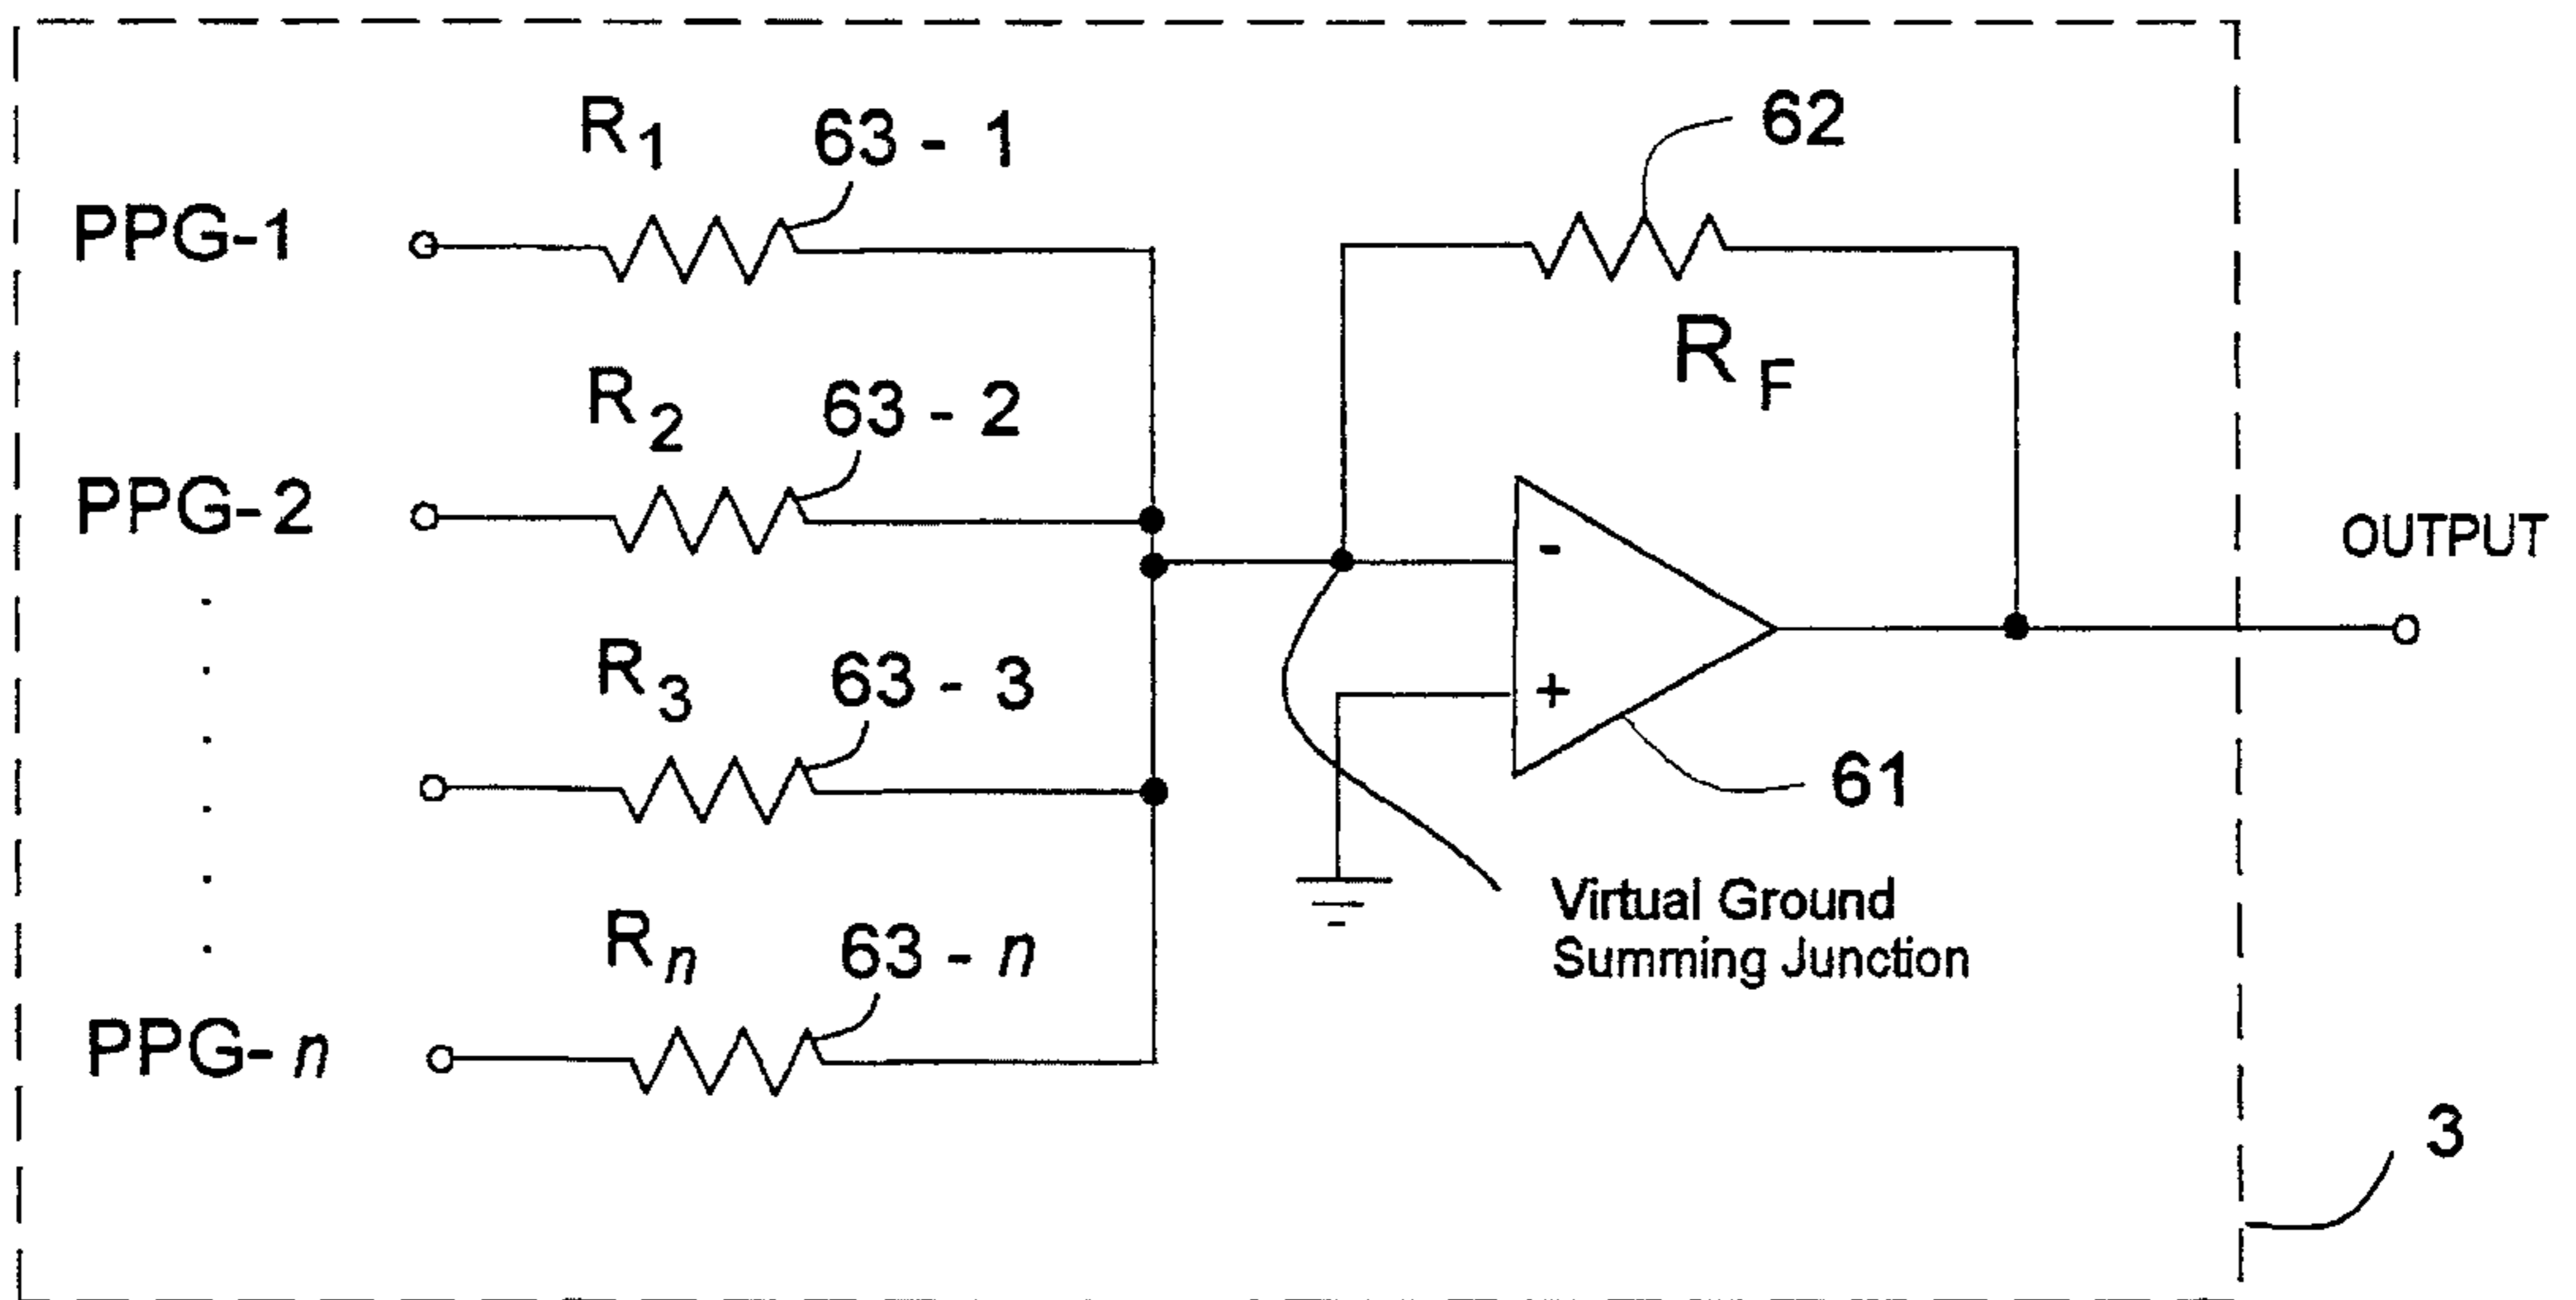 R1 63 - 1
62
PPG-1
RF
R2 63 - 2
PPG-2
-
OUTPUT
R3 63 - 3
+
61
Virtual Ground
Summing Junction
Rn 63 - n
PPG- n
3